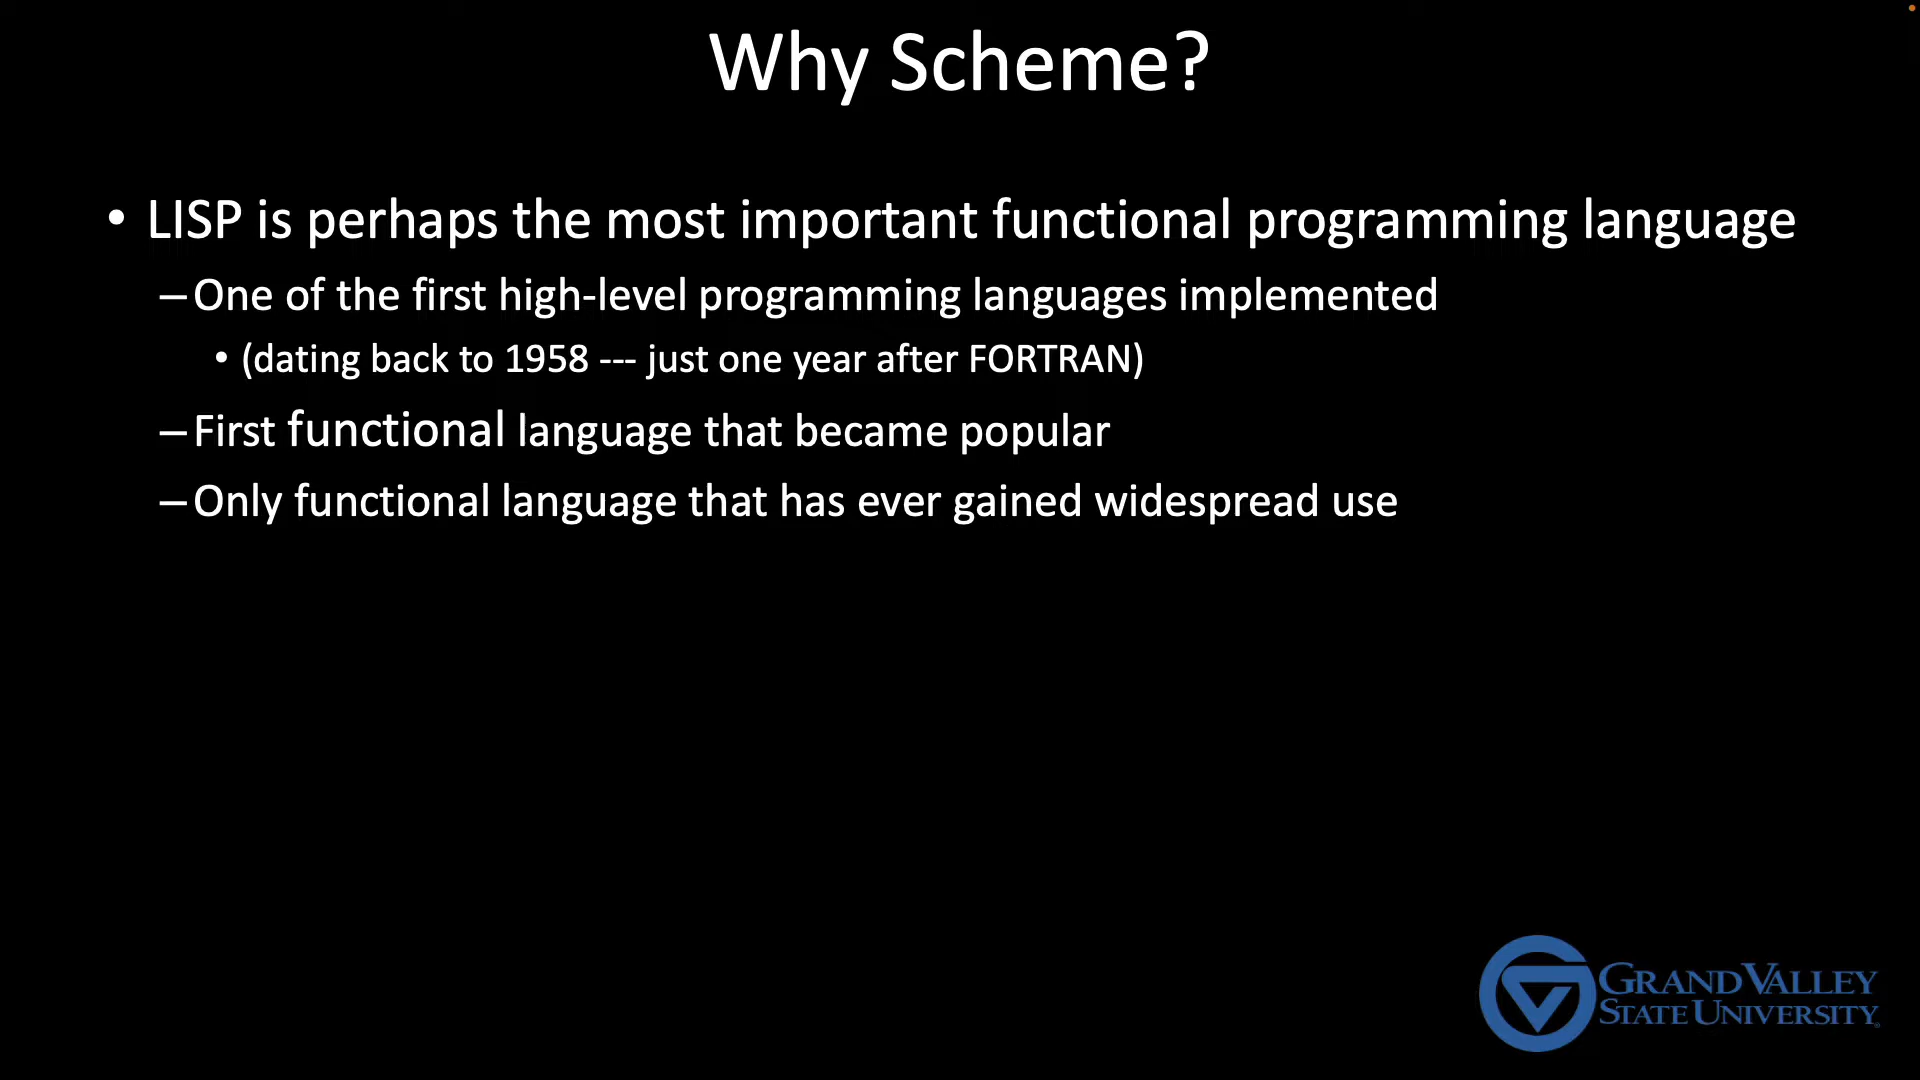 Why Scheme?
• LISP is perhaps the most important functional programming language
–One of the first high-level programming languages implemented
• (dating back to 1958 --- just one year after FORTRAN)
–First functional language that became popular
–Only functional language that has ever gained widespread use
GRAND VALLEY
STATE UNIVERSITY®